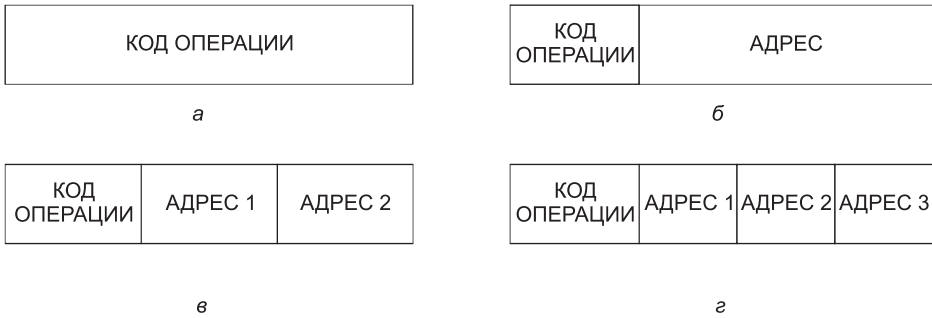 КОД ОПЕРАЦИИ
КОД
ОПЕРАЦИИ
АДРЕС
а
б
КОД
ОПЕРАЦИИ
АДРЕС 1
АДРЕС 2
КОД
ОПЕРАЦИИ
АДРЕС 1
АДРЕС 2
АДРЕС 3
в
г